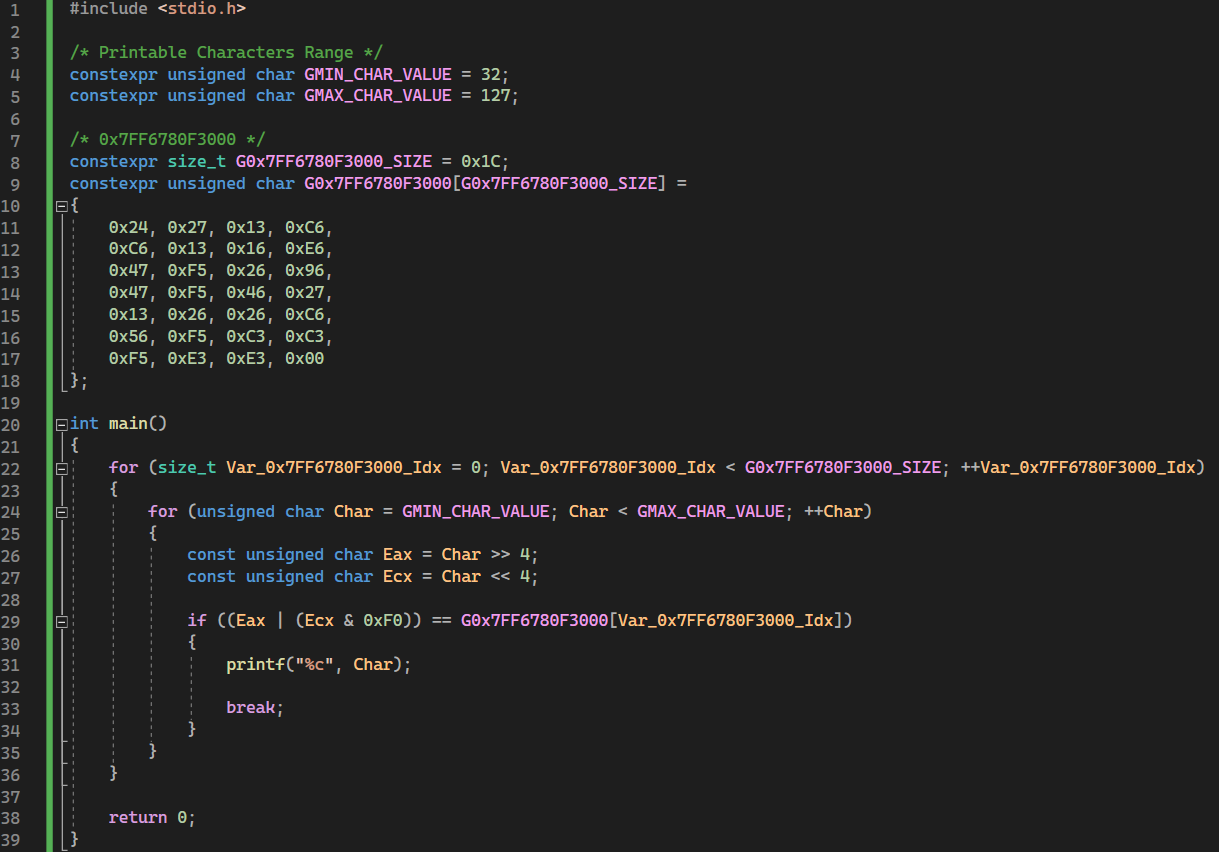 1 #include <stdio.h>
2
3 /* Printable Characters Range */
4 constexpr unsigned char GMIN_CHAR_VALUE = 32;
5 constexpr unsigned char GMAX_CHAR_VALUE = 127;
6
7 /* 0x7FF6780F3000 */
8 constexpr size_t G0x7FF6780F3000_SIZE = 0x1C;
9 constexpr unsigned char G0x7FF6780F3000[G0x7FF6780F3000_SIZE] =
10 {
11     0x24, 0x27, 0x13, 0xC6,
12     0xC6, 0x13, 0x16, 0xE6,
13     0x47, 0xF5, 0x26, 0x96,
14     0x47, 0xF5, 0x46, 0x27,
15     0x13, 0x26, 0x26, 0xC6,
16     0x56, 0xF5, 0xC3, 0xC3,
17     0xF5, 0xE3, 0xE3, 0x00
18 };
19
20 int main()
21 {
22     for (size_t Var_0x7FF6780F3000_Idx = 0; Var_0x7FF6780F3000_Idx < G0x7FF6780F3000_SIZE; ++Var_0x7FF6780F3000_Idx)
23     {
24         for (unsigned char Char = GMIN_CHAR_VALUE; Char < GMAX_CHAR_VALUE; ++Char)
25         {
26             const unsigned char Eax = Char >> 4;
27             const unsigned char Ecx = Char << 4;
28
29             if ((Eax | (Ecx & 0xF0)) == G0x7FF6780F3000[Var_0x7FF6780F3000_Idx])
30             {
31                 printf("%c", Char);
32
33                 break;
34             }
35         }
36     }
37
38     return 0;
39 }